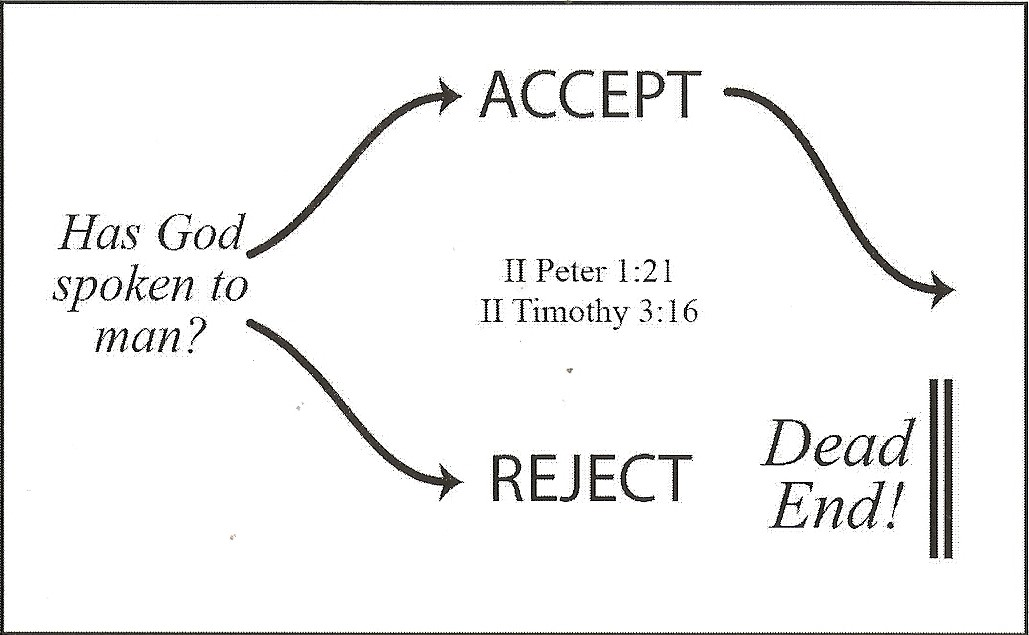 ACCEPT
Has God
spoken to
man?
II Peter 1:21
II Timothy 3:16
REJECT
Dead
End!